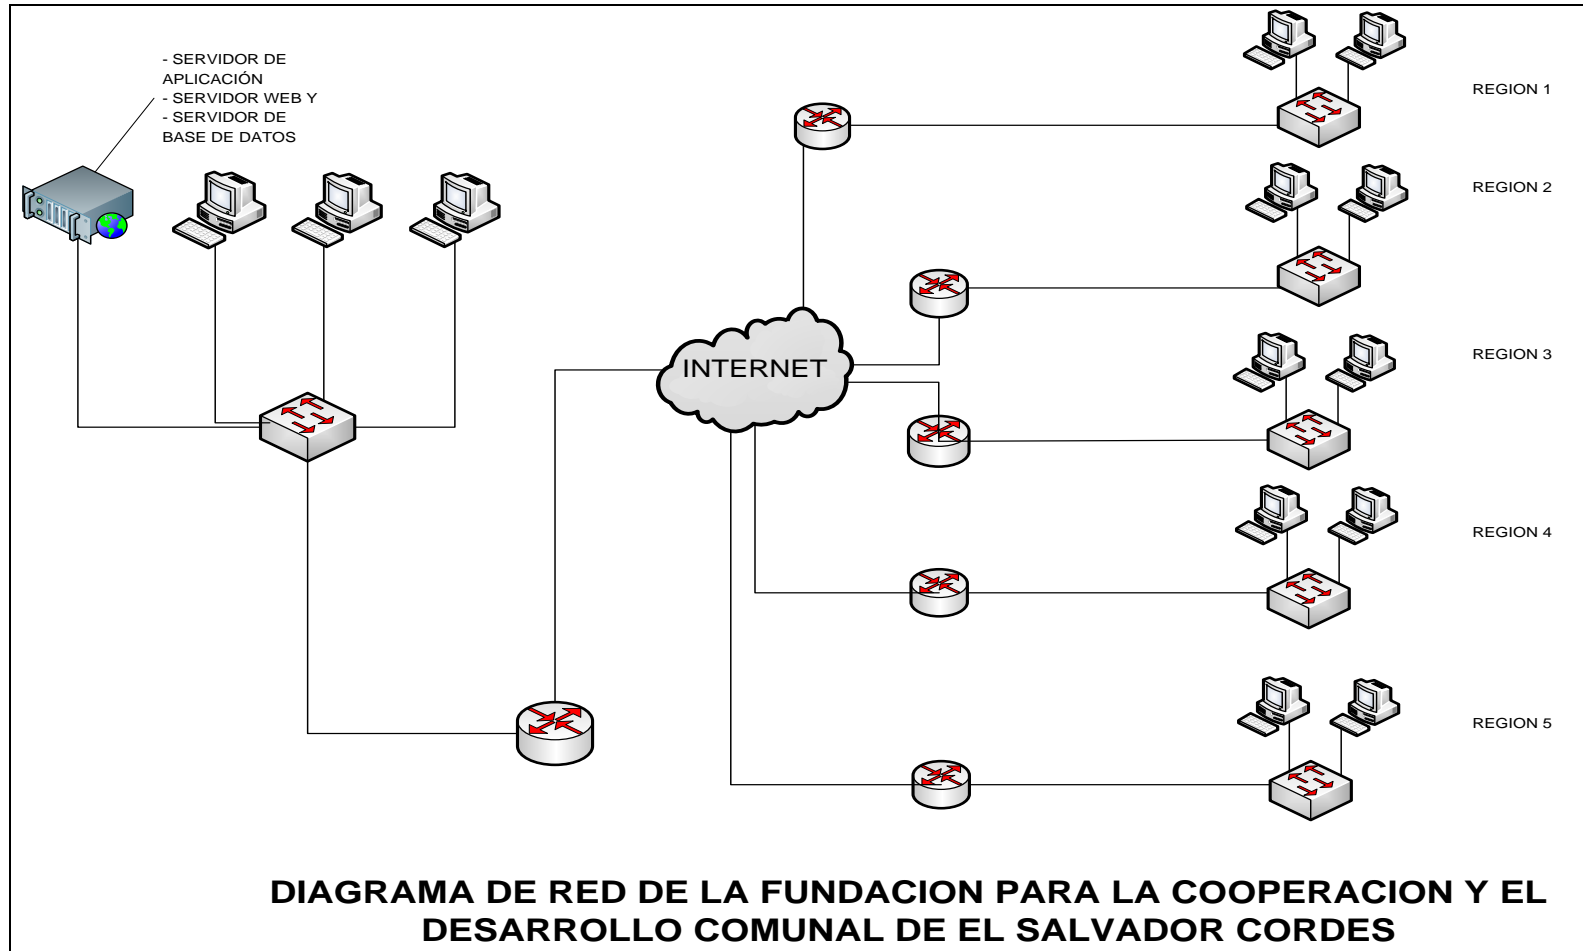 - SERVIDOR DE
APLICACIÓN
- SERVIDOR WEB Y
- SERVIDOR DE
BASE DE DATOS
REGION 1
REGION 2
INTERNET
REGION 3
REGION 4
REGION 5
DIAGRAMA DE RED DE LA FUNDACION PARA LA COOPERACION Y EL
DESARROLLO COMUNAL DE EL SALVADOR CORDES